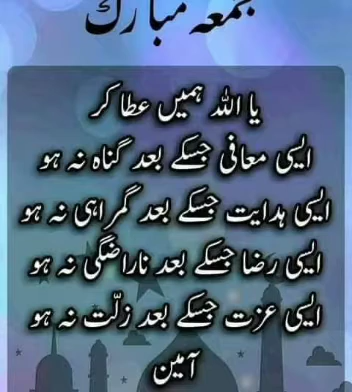 جمعہ مبارک
یا اللہ ہمیں عطا کر
ایسی معافی جسکے بعد گناہ نہ ہو
ایسی ہدایت جسکے بعد گمراہی نہ ہو
ایسی رضا جسکے بعد ناراضگی نہ ہو
ایسی عزت جسکے بعد زلّت نہ ہو
آمین